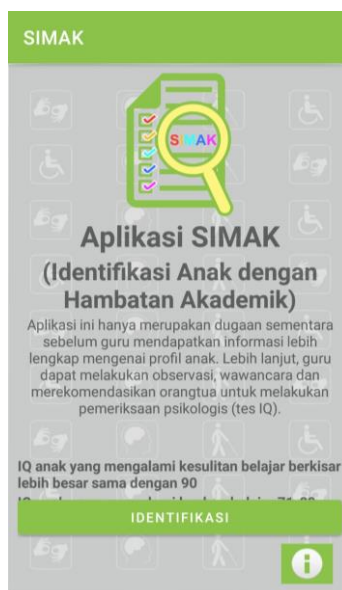 SIMAK
SIMAK
Aplikasi SIMAK
(Identifikasi Anak dengan
Hambatan Akademik)
Aplikasi ini hanya merupakan dugaan sementara
sebelum guru mendapatkan informasi lebih
lengkap mengenai profil anak. Lebih lanjut, guru
dapat melakukan observasi, wawancara dan
merekomendasikan orangtua untuk melakukan
pemeriksaan psikologis (tes IQ).
IQ anak yang mengalami kesulitan belajar berkisar
lebih besar sama dengan 90
IDENTIFIKASI